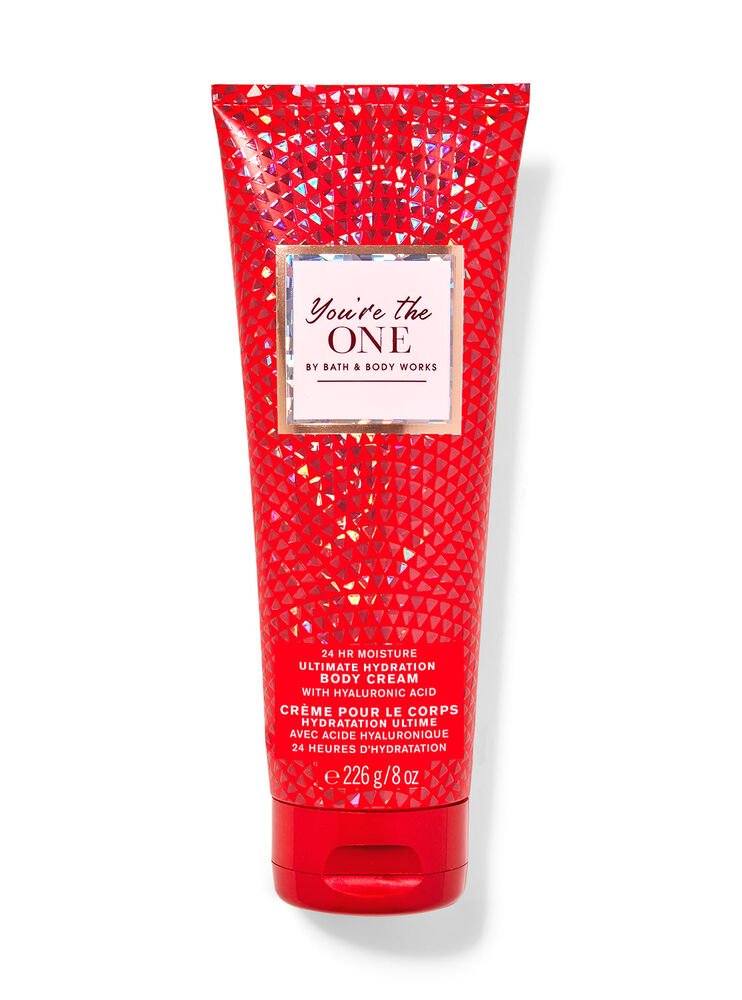 You're the
ONE
BY BATH & BODY WORKS
24 HR MOISTURE
ULTIMATE HYDRATION
BODY CREAM
WITH HYALURONIC ACID
CRÈME POUR LE CORPS
HYDRATATION ULTIME
AVEC ACIDE HYALURONIQUE
24 HEURES D'HYDRATATION
℮ 226 g/8 oz